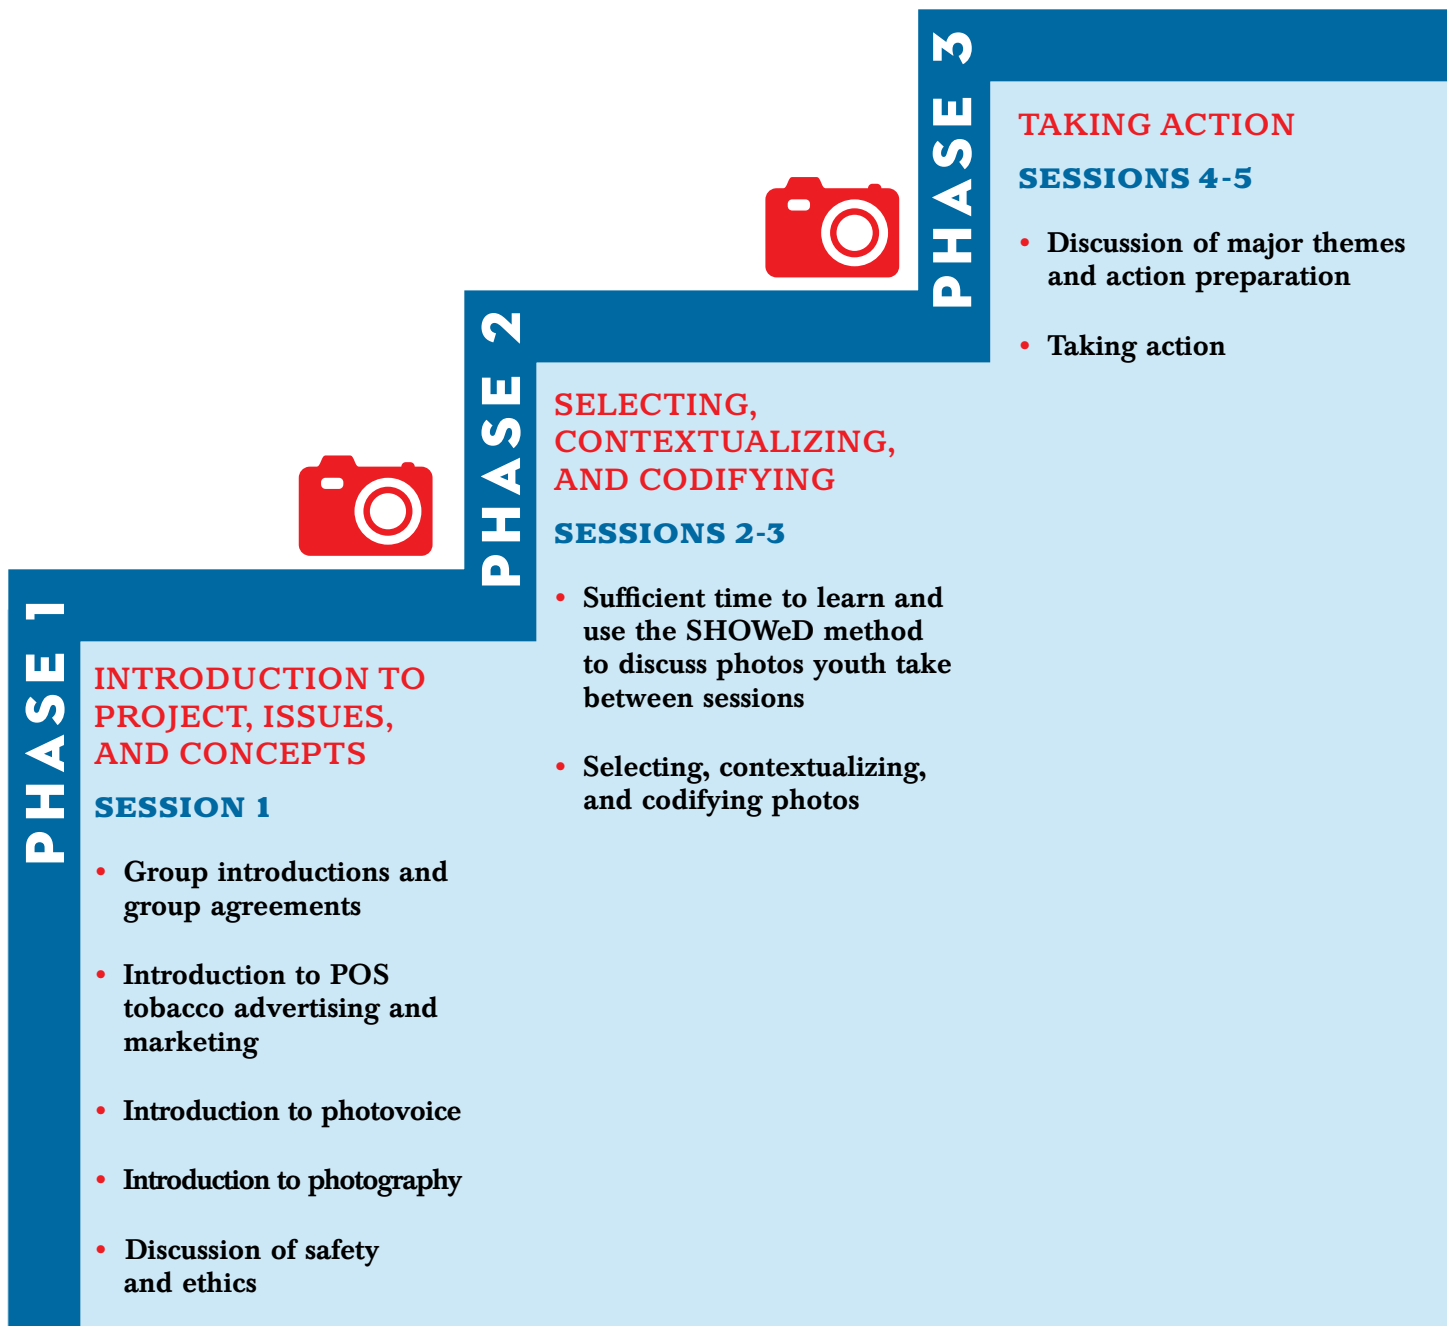 PHASE 1
INTRODUCTION TO
PROJECT, ISSUES,
AND CONCEPTS
SESSION 1
• Group introductions and
group agreements
• Introduction to POS
tobacco advertising and
marketing
• Introduction to photovoice
• Introduction to photography
• Discussion of safety
and ethics
PHASE 2
SELECTING,
CONTEXTUALIZING,
AND CODIFYING
SESSIONS 2-3
• Sufficient time to learn and
use the SHOWeD method
to discuss photos youth take
between sessions
• Selecting, contextualizing,
and codifying photos
PHASE 3
TAKING ACTION
SESSIONS 4-5
• Discussion of major themes
and action preparation
• Taking action